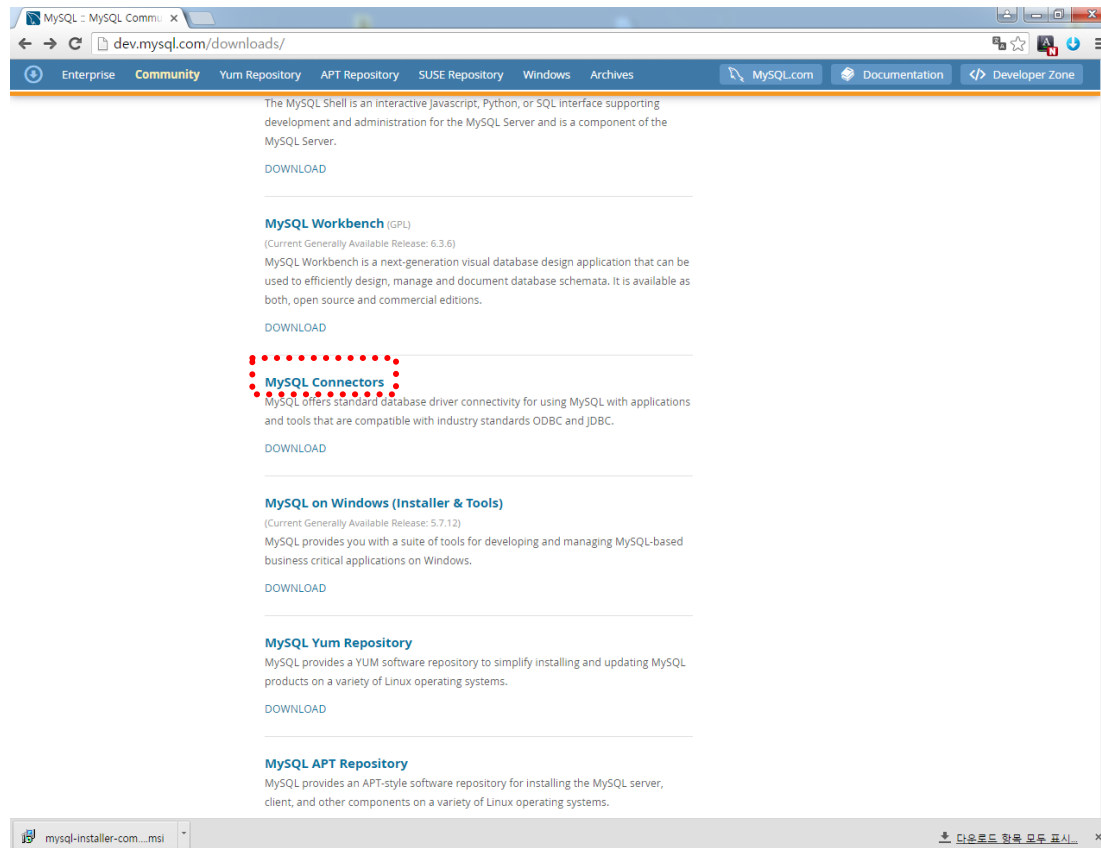 MySQL :: MySQL Commu
dev.mysql.com/downloads/
Enterprise Community Yum Repository APT Repository SUSE Repository Windows Archives MySQL.com Documentation Developer Zone
The MySQL Shell is an interactive Javascript, Python, or SQL interface supporting
development and administration for the MySQL Server and is a component of the
MySQL Server.
DOWNLOAD
MySQL Workbench (GPL)
(Current Generally Available Release: 6.3.6)
MySQL Workbench is a next-generation visual database design application that can be
used to efficiently design, manage and document database schemata. It is available as
both, open source and commercial editions.
DOWNLOAD
MySQL Connectors
MySQL offers standard database driver connectivity for using MySQL with applications
and tools that are compatible with industry standards ODBC and JDBC.
DOWNLOAD
MySQL on Windows (Installer & Tools)
(Current Generally Available Release: 5.7.12)
MySQL provides you with a suite of tools for developing and managing MySQL-based
business critical applications on Windows.
DOWNLOAD
MySQL Yum Repository
MySQL provides a YUM software repository to simplify installing and updating MySQL
products on a variety of Linux operating systems.
DOWNLOAD
MySQL APT Repository
MySQL provides an APT-style software repository for installing the MySQL server,
client, and other components on a variety of Linux operating systems.
mysql-installer-com....msi 다운로드 항목 모두 표시...